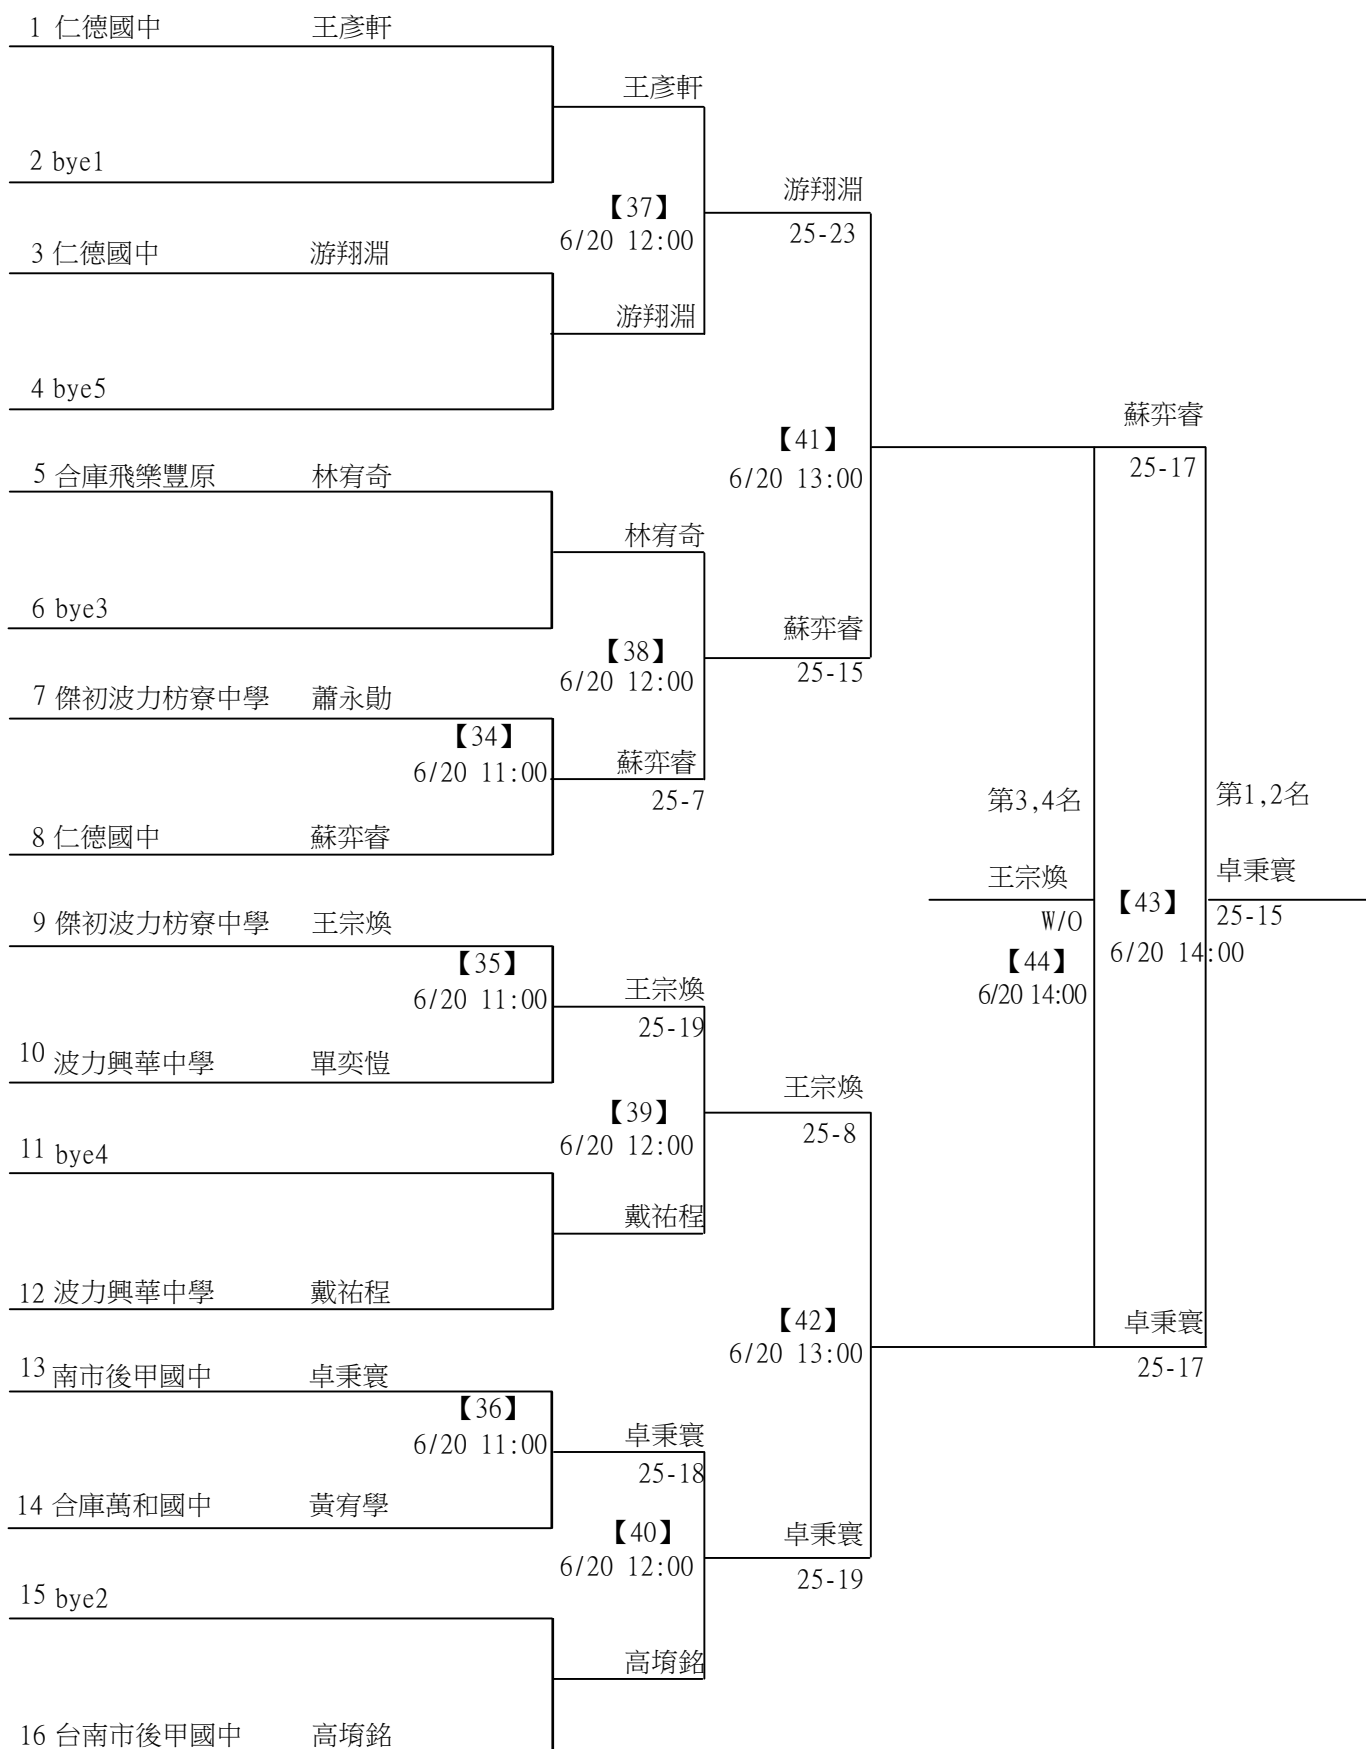 1 仁德國中 王彥軒
王彥軒
2 bye1
【37】
6/20 12:00
游翔淵
25-23
3 仁德國中 游翔淵
游翔淵
4 bye5
【41】
6/20 13:00
蘇弈睿
25-17
5 合庫飛樂豐原 林宥奇
林宥奇
6 bye3
【38】
6/20 12:00
蘇弈睿
25-15
7 傑初波力枋寮中學 蕭永勛
【34】
6/20 11:00
蘇弈睿
25-7
8 仁德國中 蘇弈睿
第3,4名
第1,2名
王宗煥
W/O
【44】
6/20 14:00
【43】
6/20 14:00
卓秉寰
25-15
9 傑初波力枋寮中學 王宗煥
【35】
6/20 11:00
王宗煥
25-19
10 波力興華中學 單奕愷
【39】
6/20 12:00
王宗煥
25-8
11 bye4
戴祐程
12 波力興華中學 戴祐程
【42】
6/20 13:00
卓秉寰
25-17
13 南市後甲國中 卓秉寰
【36】
6/20 11:00
卓秉寰
25-18
14 合庫萬和國中 黃宥學
【40】
6/20 12:00
卓秉寰
25-19
15 bye2
高堉銘
16 台南市後甲國中 高堉銘